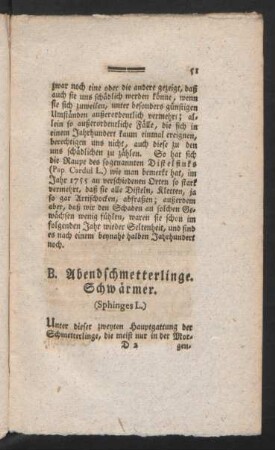 51
zwar noch eine oder die andere gezeigt, daß
auch sie uns schädlich werden könne, wenn
sie sich zuweilen, unter besonders günstigen
Umständen außerordentlich vermehrt; al-
lein so außerordentliche Fälle, die sich in
einem Jahrhundert kaum einmal ereignen,
berechtigen uns nicht, auch diese zu den
uns schädlichen zu zählen. So hat sich
die Raupe des sogenannten Distelfinks
(Pap. Cardui L.) wie man bemerkt hat, im
Jahr 1755 an verschiedenen Orten so stark
vermehrt, daß sie alle Disteln, Kletten, ja
so gar Artischocken, abfraßen; außerdem
aber, daß wir den Schaden an solchen Ge-
wächsen wenig fühlen, waren sie schon im
folgenden Jahr wieder Seltenheit, und sind
es nach einem beynahe halben Jahrhundert
noch.
B. Abendschmetterlinge.
Schwärmer.
(Sphinges L.)
Unter dieser zweyten Hauptgattung der
Schmetterlinge, die meist nur in der Mor-
D 2 gen-